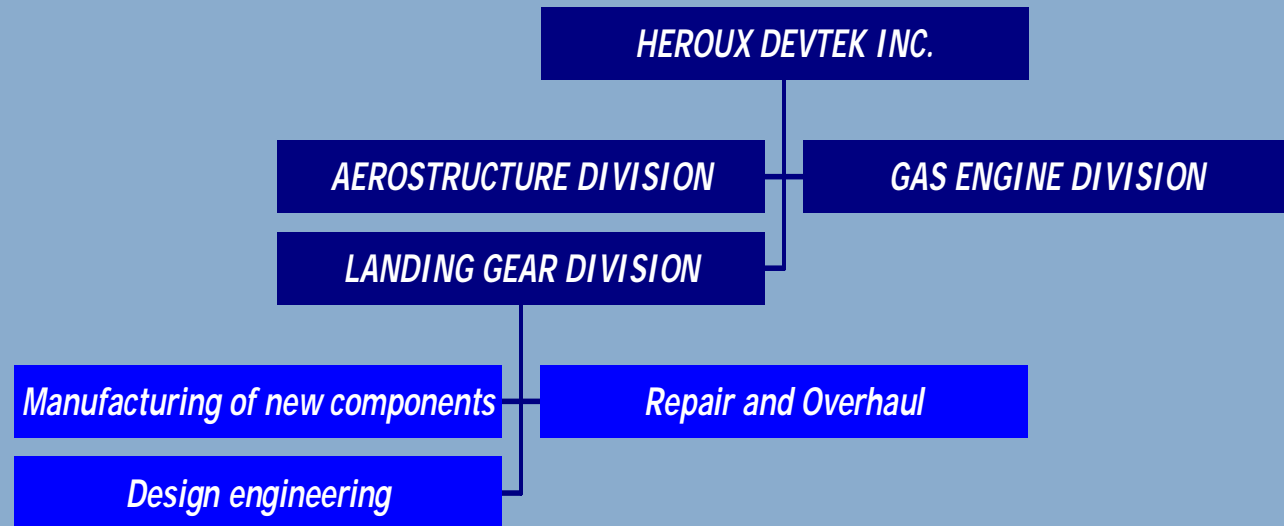 HEROUX DEVTEK INC.
AEROSTRUCTURE DIVISION
GAS ENGINE DIVISION
LANDING GEAR DIVISION
Manufacturing of new components
Repair and Overhaul
Design engineering